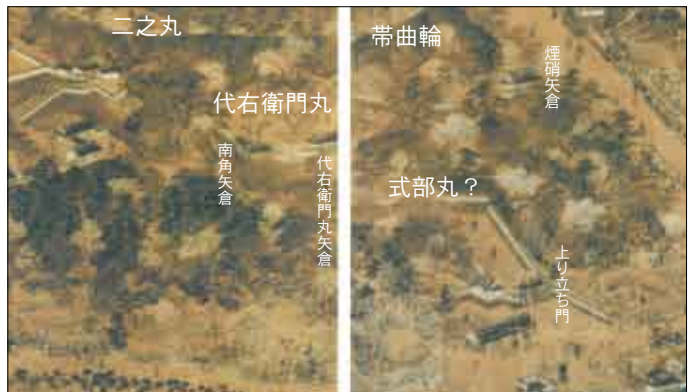 二之丸
代右衛門丸
南角矢倉
代右衛門丸矢倉
帯曲輪
煙硝矢倉
式部丸？
上り立ち門